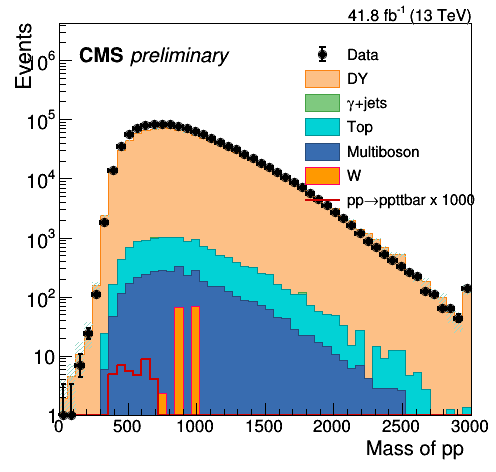 41.8 fb⁻¹ (13 TeV)
Events
CMS preliminary
Data
DY
γ+jets
Top
Multiboson
W
pp→ppttbar x 1000
10⁶
10⁵
10⁴
10³
10²
10
1
0 500 1000 1500 2000 2500 3000
Mass of pp